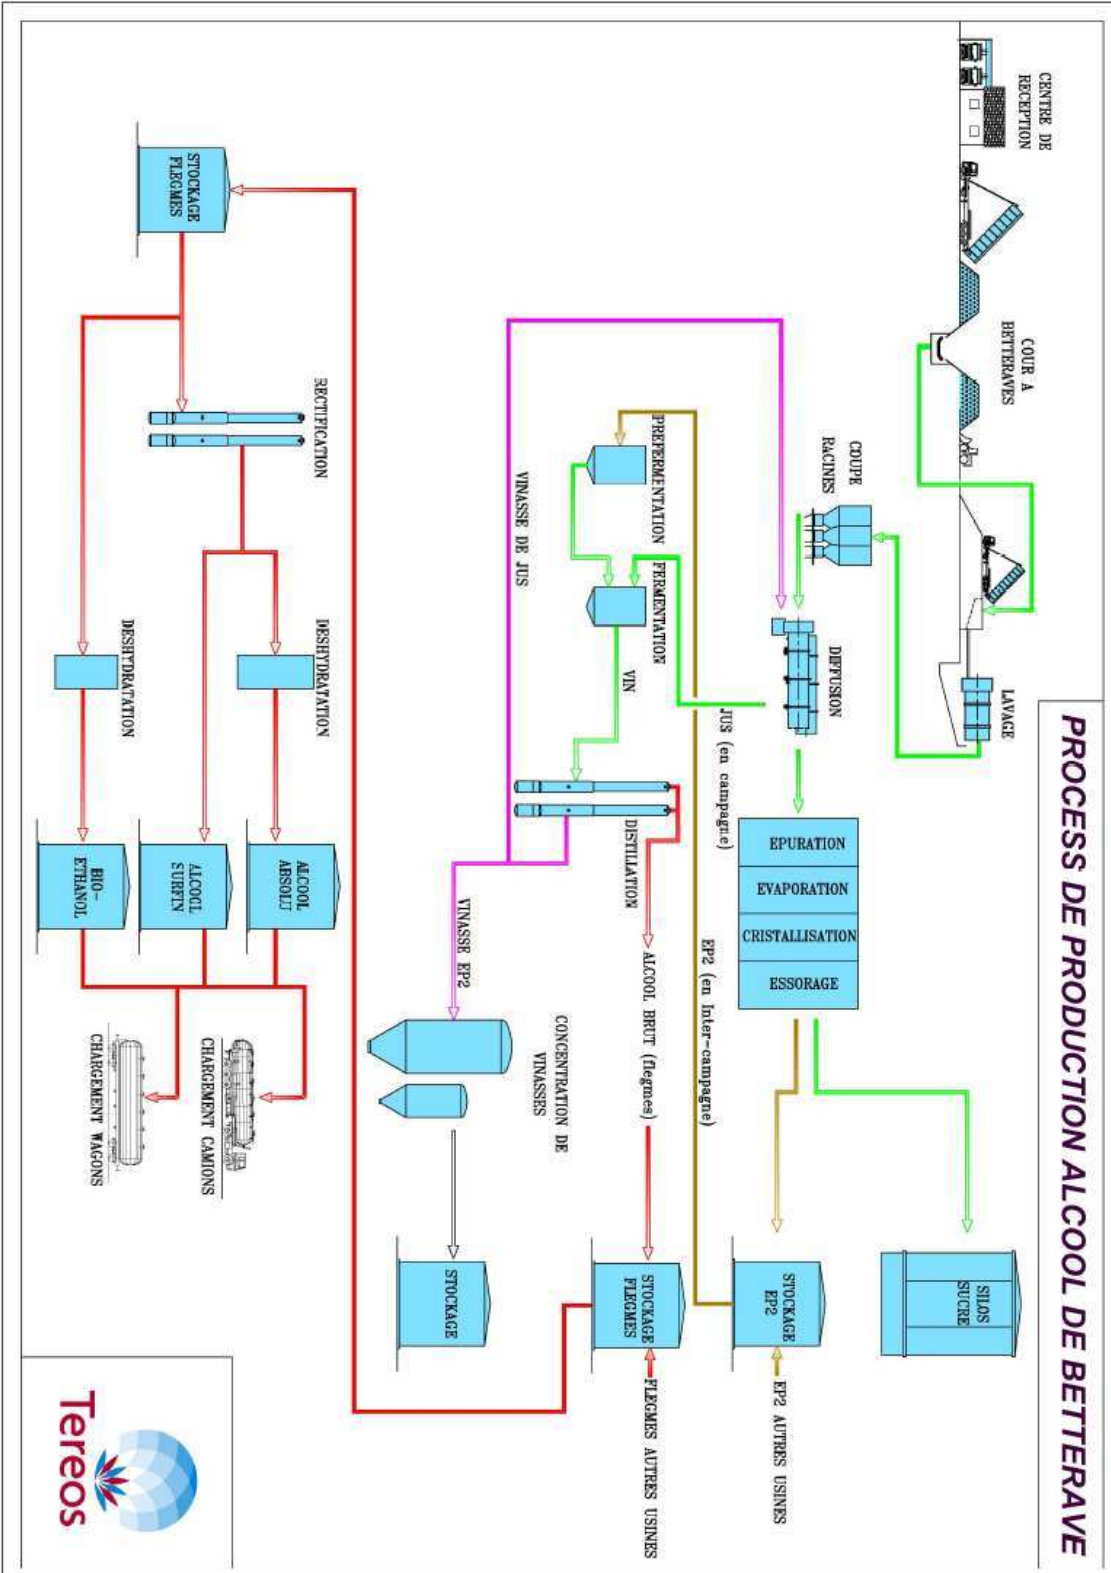 PROCESS DE PRODUCTION ALCOOL DE BETTERAVE
CENTRE DE
RECEPTION
COUR A
BETTERAVES
LAVAGE
COUPE
RACINES
DIFFUSION
EPURATION
EVAPORATION
CRISTALLISATION
ESSORAGE
SILOS
SUCRE
STOCKAGE
EP2
EP2 AUTRES USINES
JUS (en campagne)
EP2 (en Inter-campagne)
PREFERMENTATION
FERMENTATION
VIN
DISTILLATION
ALCOOL BRUT (flegmes)
STOCKAGE
FLEGMES
FLEGMES AUTRES USINES
VINASSE DE JUS
VINASSE EP2
CONCENTRATION DE
VINASSES
STOCKAGE
STOCKAGE
FLEGMES
RECTIFICATION
DESHYDRATATION
DESHYDRATATION
ALCOOL
ABSOLU
ALCOOL
SURFIN
BIO-
ETHANOL
CHARGEMENT CAMIONS
CHARGEMENT WAGONS
Tereos